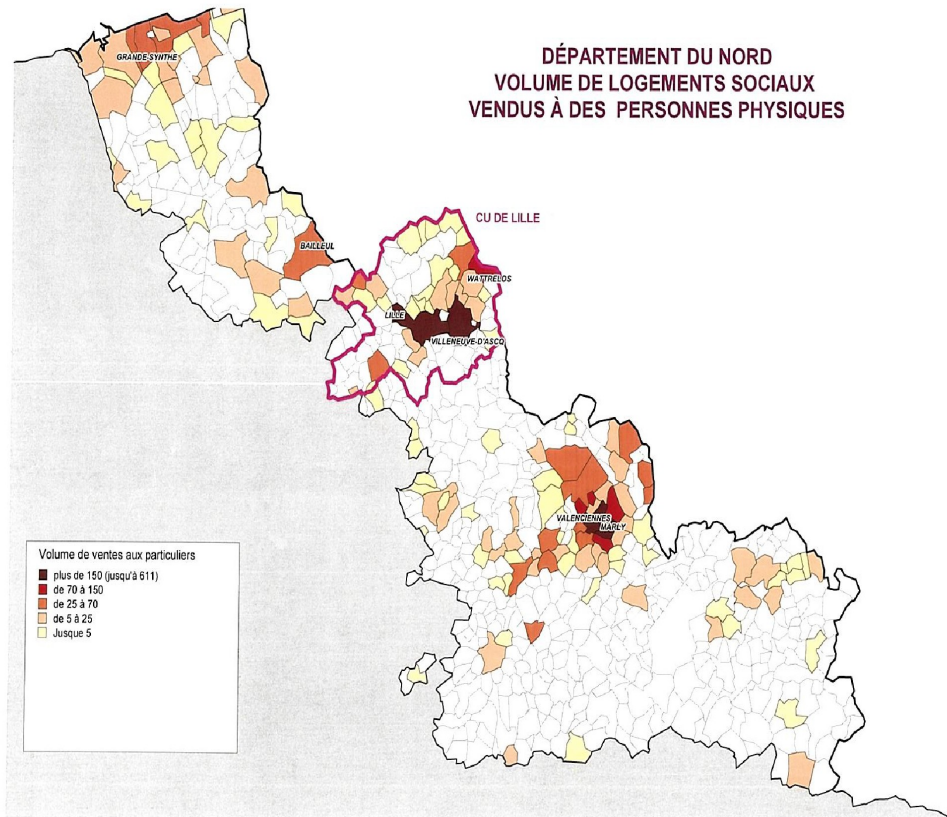 DÉPARTEMENT DU NORD
VOLUME DE LOGEMENTS SOCIAUX
VENDUS À DES PERSONNES PHYSIQUES
GRANDE-SYNTHE
CU DE LILLE
BAILLEUL
WATTRELOS
LILLE
VILLENEUVE-D'ASCQ
VALENCIENNES
MARLY
Volume de ventes aux particuliers
plus de 150 (jusqu'à 611)
de 70 à 150
de 25 à 70
de 5 à 25
Jusque 5